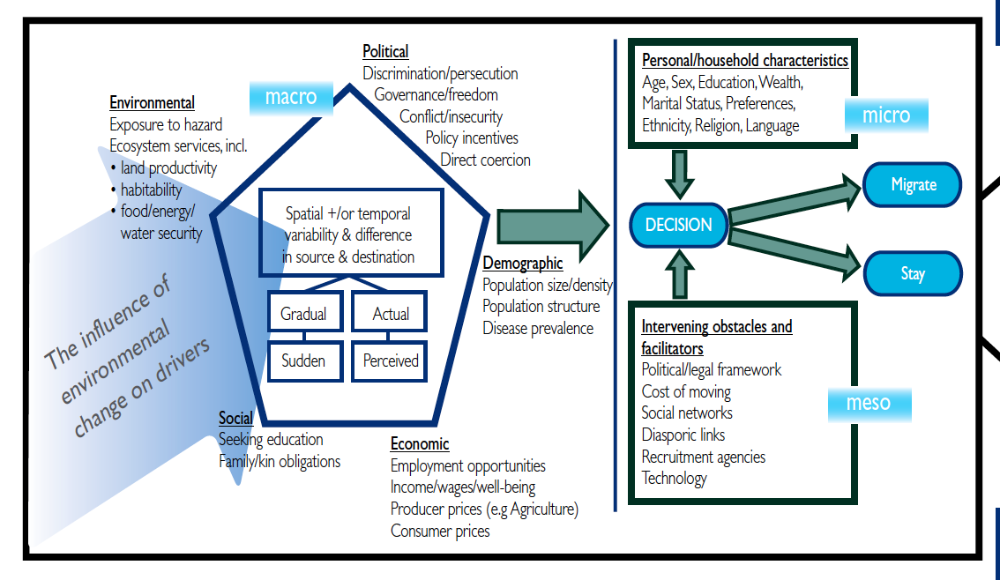 Political
Discrimination/persecution
Governance/freedom
Conflict/insecurity
Policy incentives
Direct coercion
macro
Environmental
Exposure to hazard
Ecosystem services, incl.
• land productivity
• habitability
• food/energy/
water security
Spatial +/or temporal
variability & difference
in source & destination
Gradual
Actual
Sudden
Perceived
The influence of
environmental
change on drivers
Demographic
Population size/density
Population structure
Disease prevalence
Social
Seeking education
Family/kin obligations
Economic
Employment opportunities
Income/wages/well-being
Producer prices (e.g Agriculture)
Consumer prices
Personal/household characteristics
Age, Sex, Education, Wealth,
Marital Status, Preferences,
Ethnicity, Religion, Language
micro
DECISION
Migrate
Stay
Intervening obstacles and
facilitators
Political/legal framework
Cost of moving
Social networks
Diasporic links
Recruitment agencies
Technology
meso